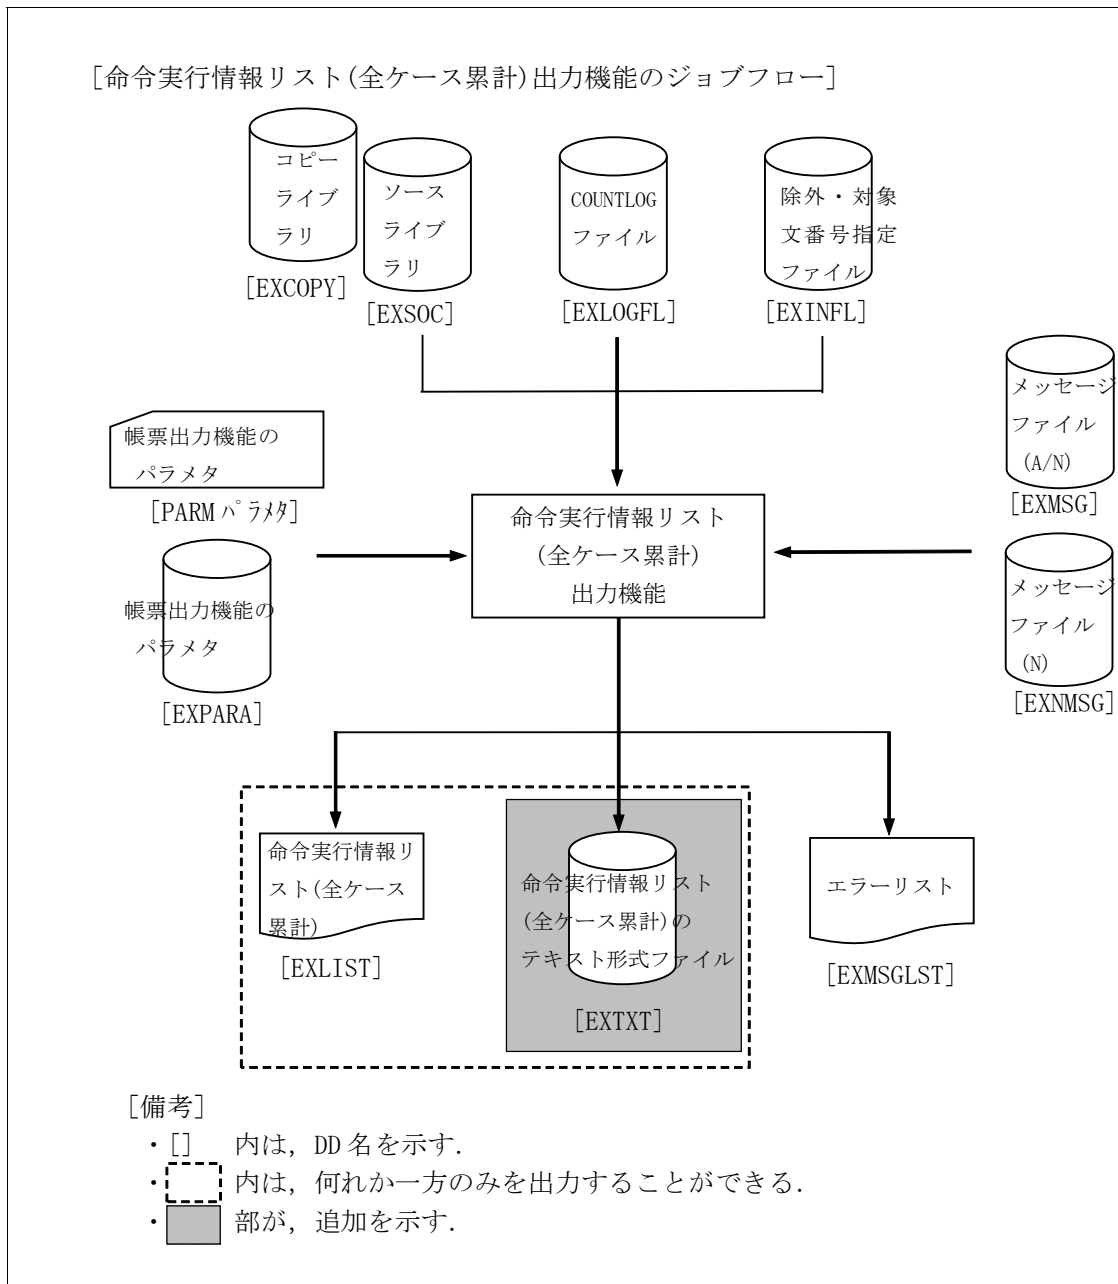 [命令実行情報リスト(全ケース累計)出力機能のジョブフロー]
コピー
ライブ
ラリ
[EXCOPY]
ソース
ライブ
ラリ
[EXSOC]
COUNTLOG
ファイル
[EXLOGFL]
除外・対象
文番号指定
ファイル
[EXINFL]
帳票出力機能の
パラメタ
[PARMパラメタ]
帳票出力機能の
パラメタ
[EXPARA]
命令実行情報リスト
(全ケース累計)
出力機能
メッセージ
ファイル
(A/N)
[EXMSG]
メッセージ
ファイル
(N)
[EXNMSG]
命令実行情報リ
スト(全ケース
累計)
[EXLIST]
命令実行情報リスト
(全ケース累計)の
テキスト形式ファイル
[EXTXT]
エラーリスト
[EXMSGLST]
[備考]
・[] 内は，DD名を示す．
・ 内は，何れか一方のみを出力することができる．
・ 部が，追加を示す．